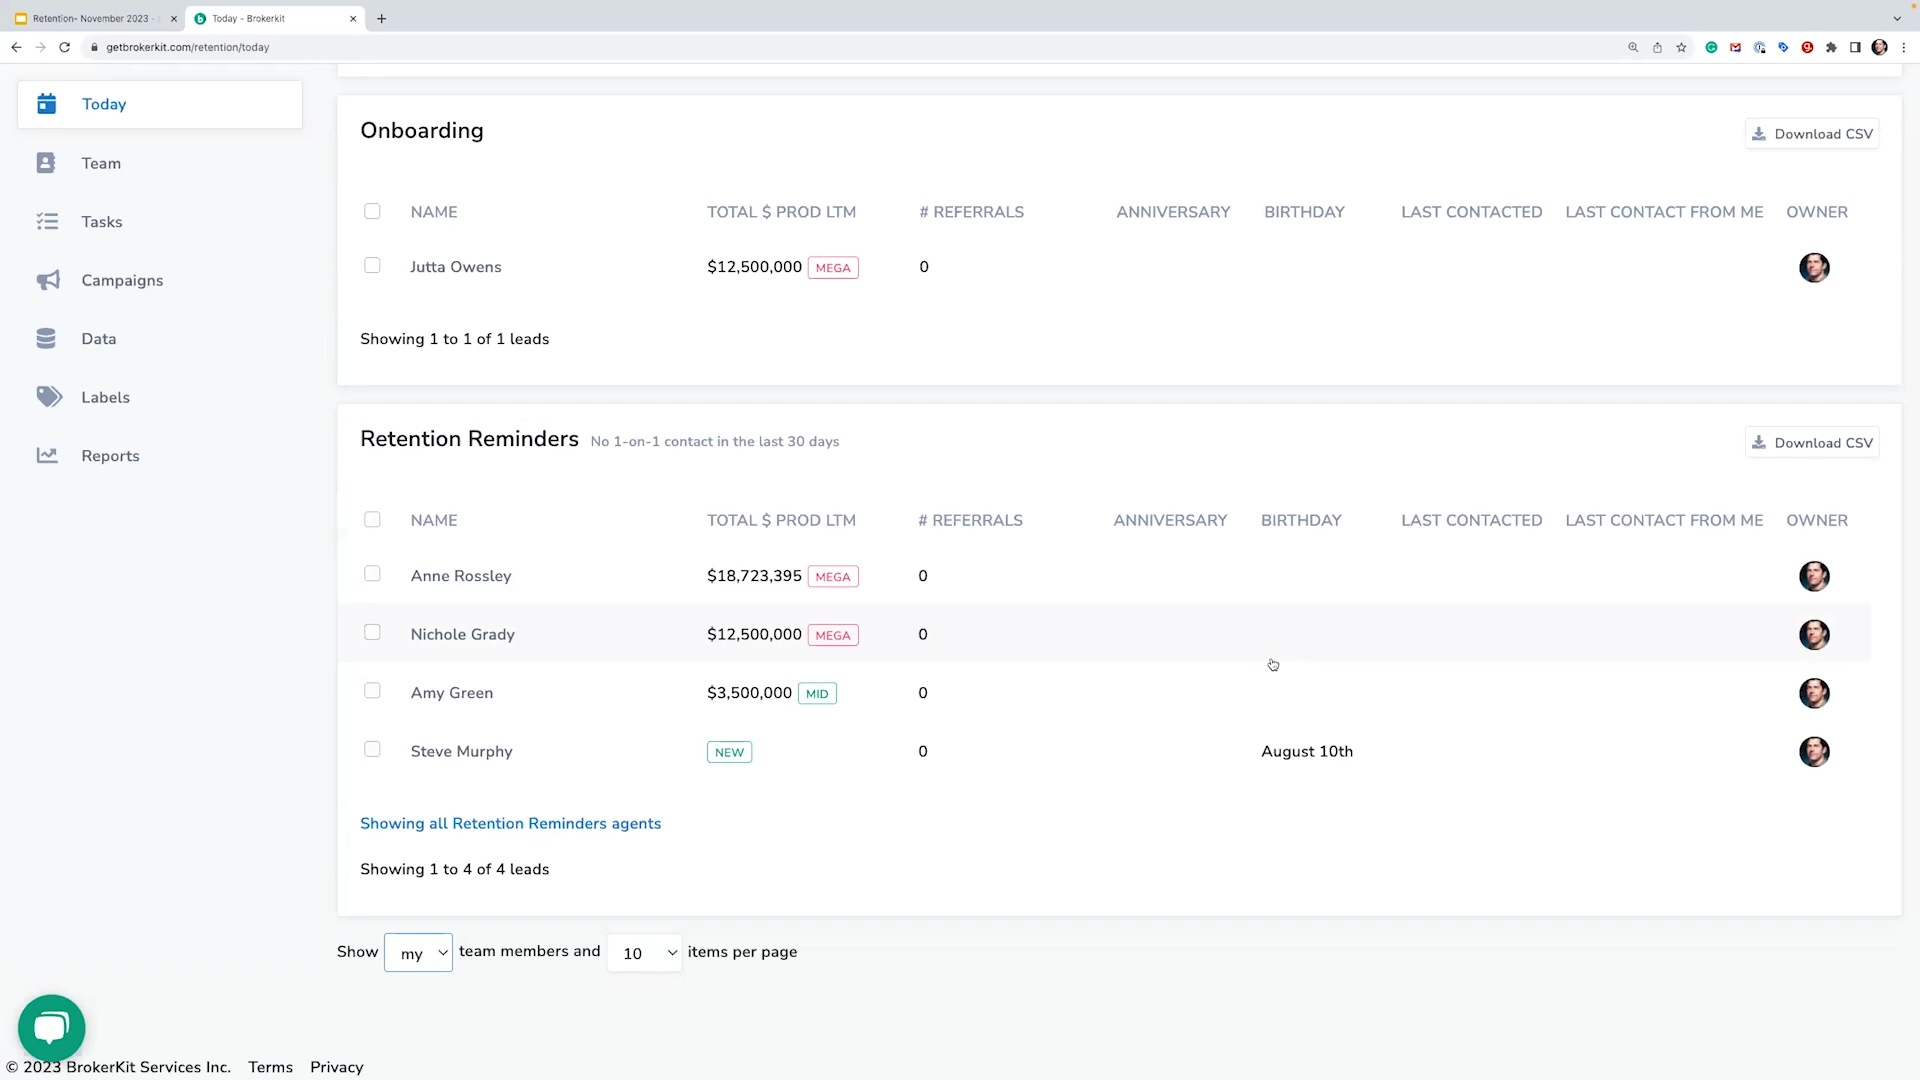 Retention- November 2023 -
Today - Brokerkit
getbrokerkit.com/retention/today
Today
Team
Tasks
Campaigns
Data
Labels
Reports
Onboarding
Download CSV
NAME TOTAL $ PROD LTM # REFERRALS ANNIVERSARY BIRTHDAY LAST CONTACTED LAST CONTACT FROM ME OWNER
Jutta Owens $12,500,000 MEGA 0
Showing 1 to 1 of 1 leads
Retention Reminders No 1-on-1 contact in the last 30 days
Download CSV
NAME TOTAL $ PROD LTM # REFERRALS ANNIVERSARY BIRTHDAY LAST CONTACTED LAST CONTACT FROM ME OWNER
Anne Rossley $18,723,395 MEGA 0
Nichole Grady $12,500,000 MEGA 0
Amy Green $3,500,000 MID 0
Steve Murphy NEW 0 August 10th
Showing all Retention Reminders agents
Showing 1 to 4 of 4 leads
Show my team members and 10 items per page
© 2023 BrokerKit Services Inc. Terms Privacy